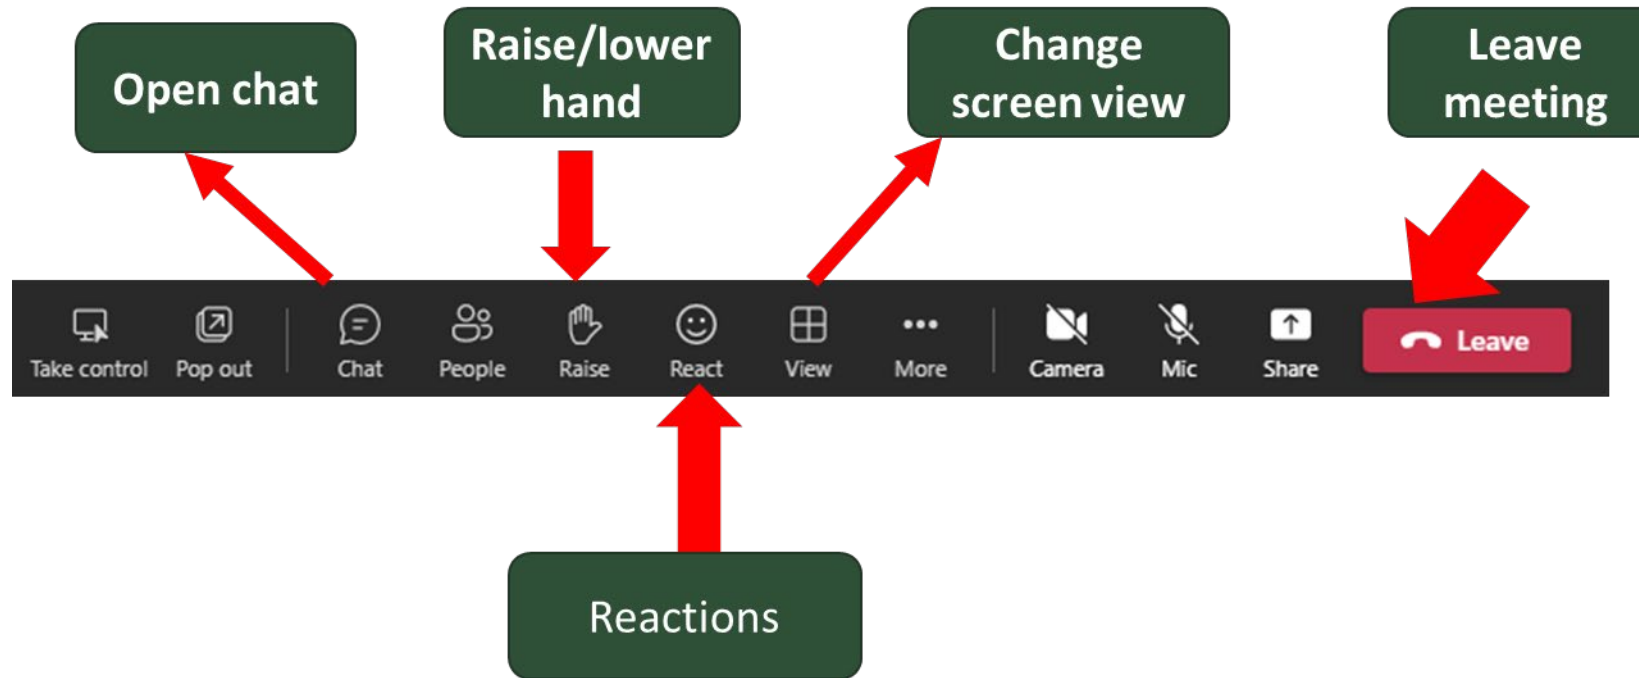 Open chat
Raise/lower
hand
Change
screen view
Leave
meeting
Take control
Pop out
Chat
People
Raise
React
View
More
Camera
Mic
Share
Leave
Reactions